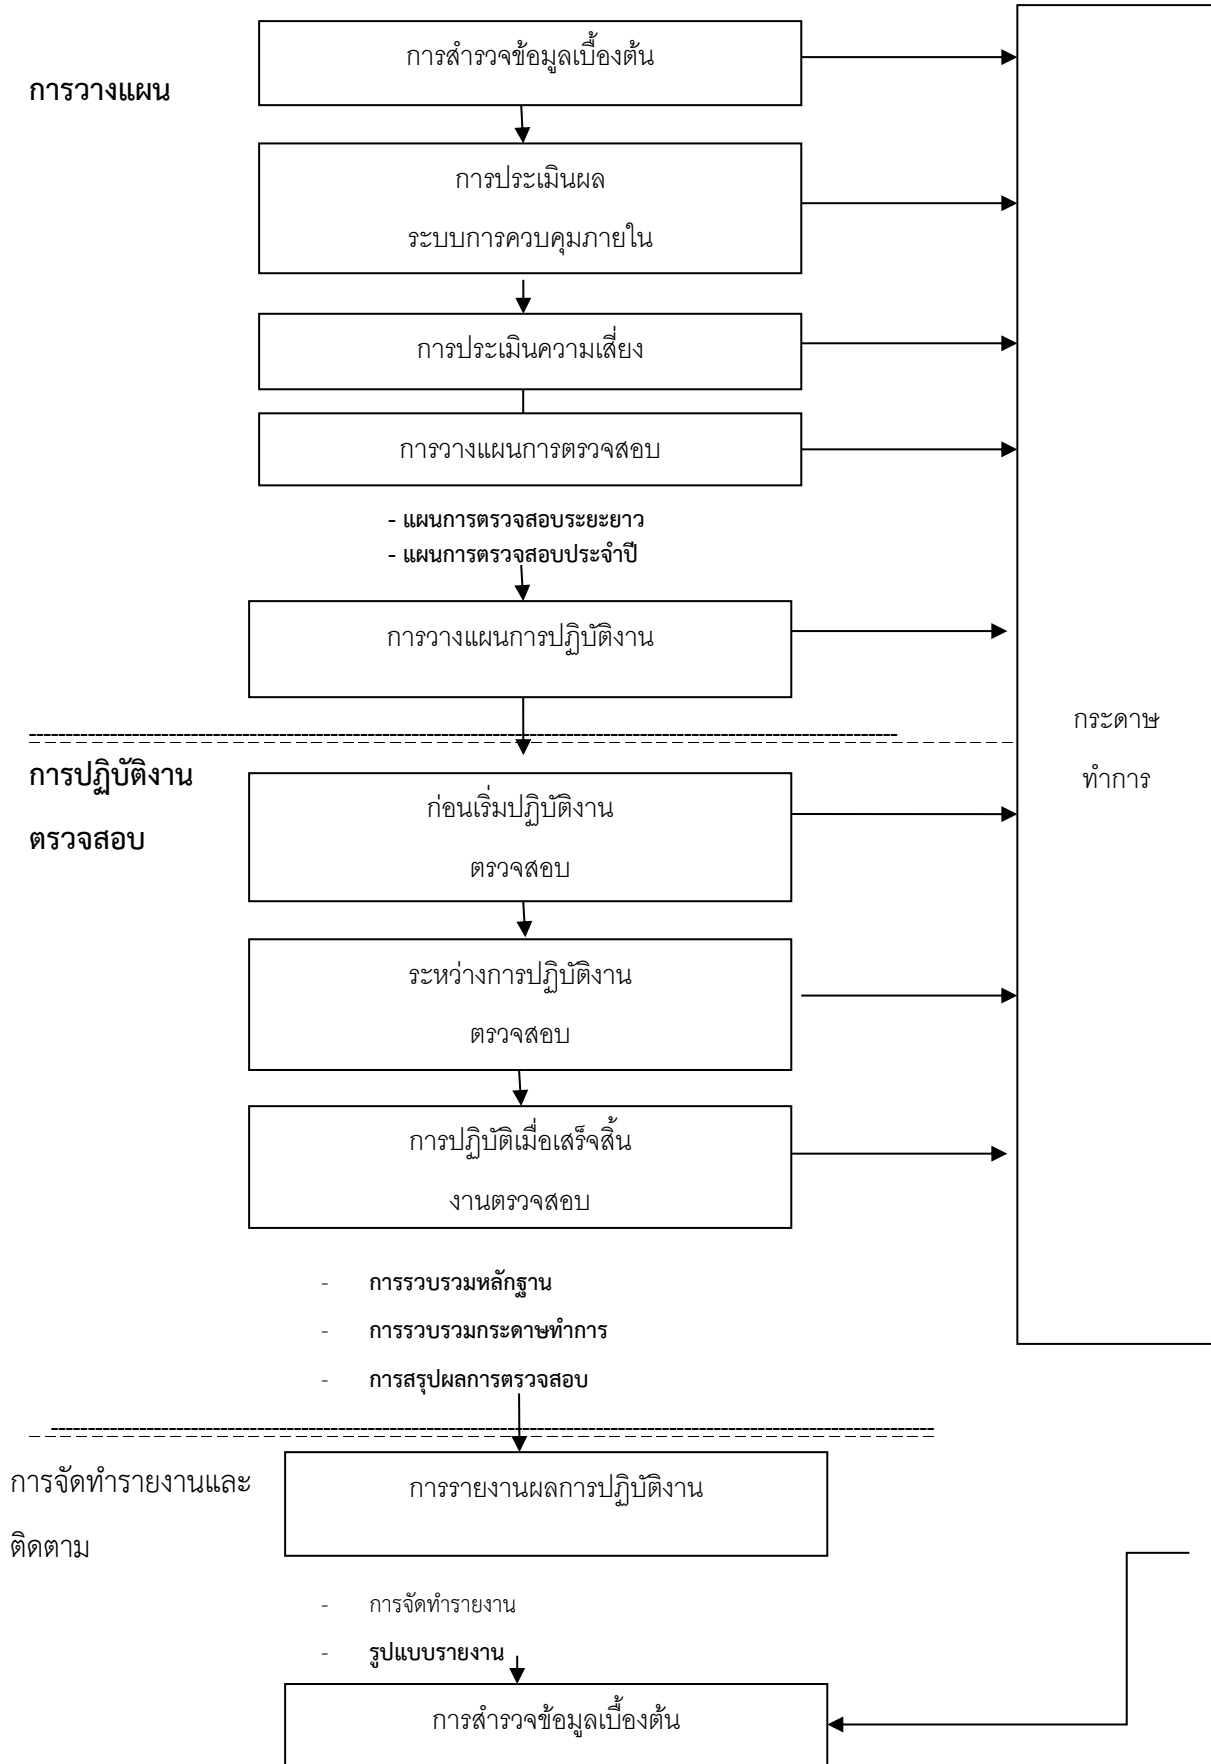 การสำรวจข้อมูลเบื้องต้น
การวางแผน
การประเมินผล
ระบบการควบคุมภายใน
การประเมินความเสี่ยง
การวางแผนการตรวจสอบ
- แผนการตรวจสอบระยะยาว
- แผนการตรวจสอบประจำปี
การวางแผนการปฏิบัติงาน
กระดาษ
ทำการ
การปฏิบัติงาน
ตรวจสอบ
ก่อนเริ่มปฏิบัติงาน
ตรวจสอบ
ระหว่างการปฏิบัติงาน
ตรวจสอบ
การปฏิบัติเมื่อเสร็จสิ้น
งานตรวจสอบ
- การรวบรวมหลักฐาน
- การรวบรวมกระดาษทำการ
- การสรุปผลการตรวจสอบ
การจัดทำรายงานและ
ติดตาม
การรายงานผลการปฏิบัติงาน
- การจัดทำรายงาน
- รูปแบบรายงาน
การสำรวจข้อมูลเบื้องต้น